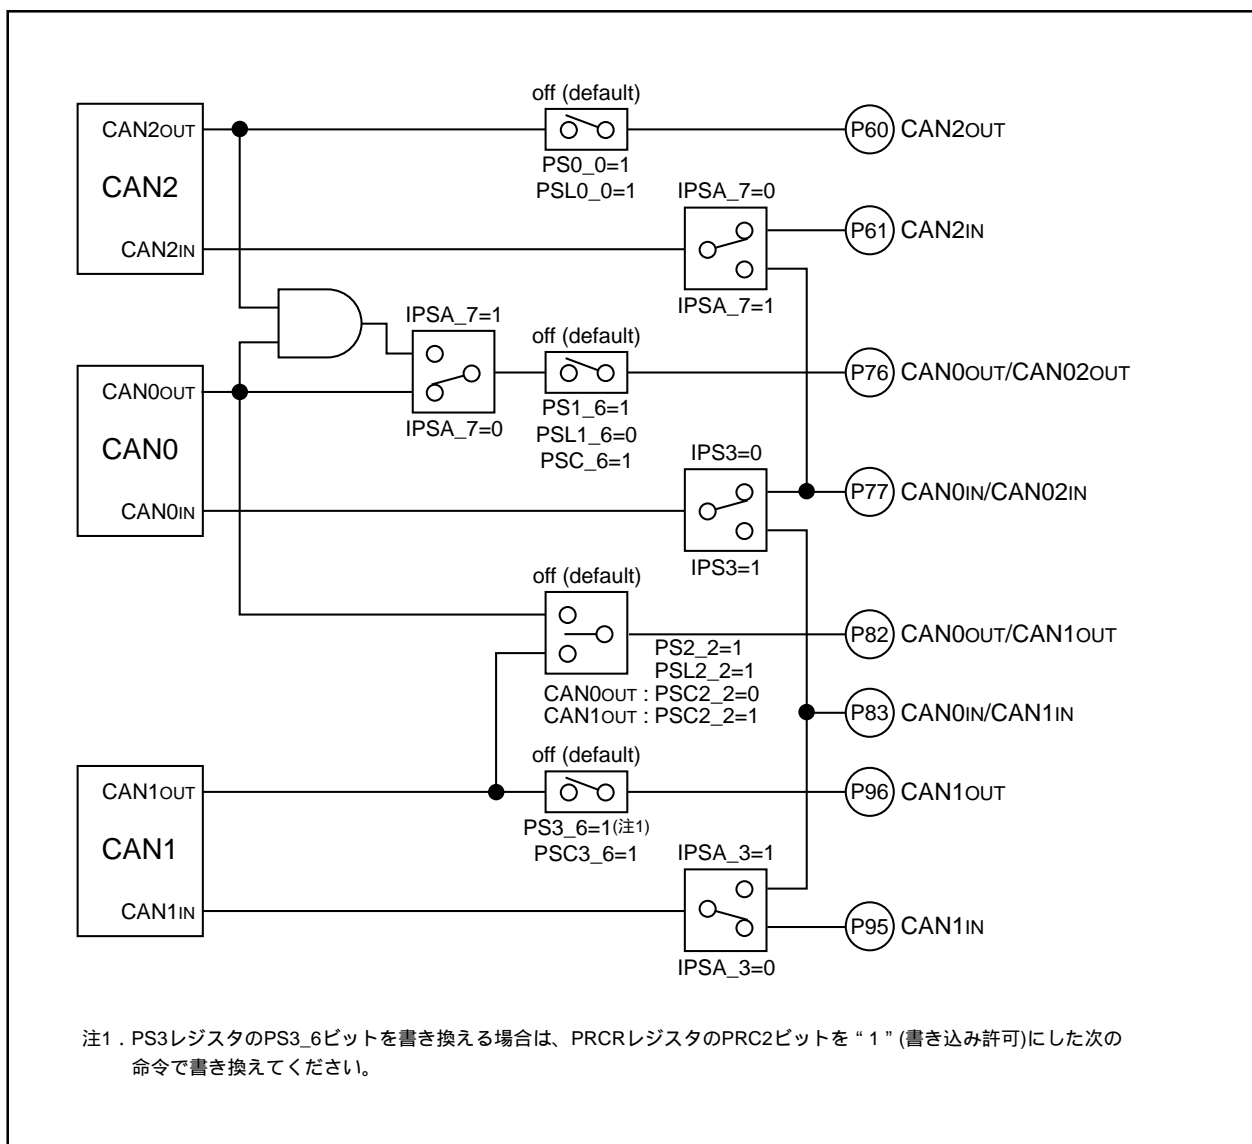 off (default)
CAN2OUT
P60 CAN2OUT
PS0_0=1
CAN2
PSL0_0=1
IPSA_7=0
P61 CAN2IN
CAN2IN
IPSA_7=1
IPSA_7=1
off (default)
P76 CAN0OUT/CAN02OUT
CAN0OUT
PS1_6=1
IPSA_7=0
PSL1_6=0
CAN0
PSC_6=1
IPS3=0
P77 CAN0IN/CAN02IN
CAN0IN
IPS3=1
off (default)
P82 CAN0OUT/CAN1OUT
PS2_2=1
PSL2_2=1
CAN0OUT : PSC2_2=0
CAN1OUT : PSC2_2=1
P83 CAN0IN/CAN1IN
off (default)
CAN1OUT
P96 CAN1OUT
PS3_6=1(注1)
CAN1
PSC3_6=1
IPSA_3=1
CAN1IN
P95 CAN1IN
IPSA_3=0
注1．PS3レジスタのPS3_6ビットを書き換える場合は、PRCRレジスタのPRC2ビットを“ 1 ” (書き込み許可)にした次の
命令で書き換えてください。